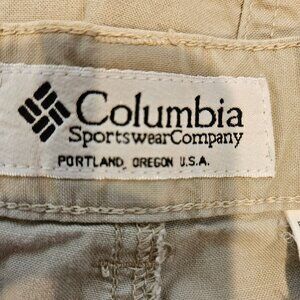 Columbia
SportswearCompany
PORTLAND, OREGON U.S.A.